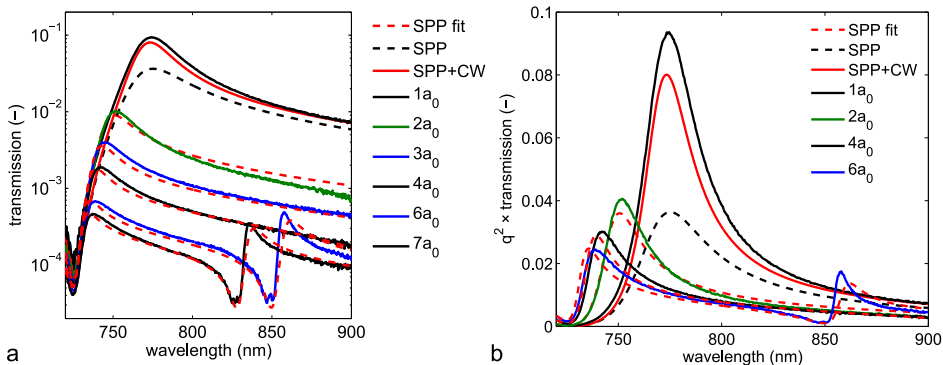 10⁻¹
10⁻²
10⁻³
10⁻⁴
transmission (−)
750
800
850
900
wavelength (nm)
a
SPP fit
SPP
SPP+CW
1a₀
2a₀
3a₀
4a₀
6a₀
7a₀
0.1
0.08
0.06
0.04
0.02
0
q² × transmission (−)
750
800
850
900
wavelength (nm)
b
SPP fit
SPP
SPP+CW
1a₀
2a₀
4a₀
6a₀